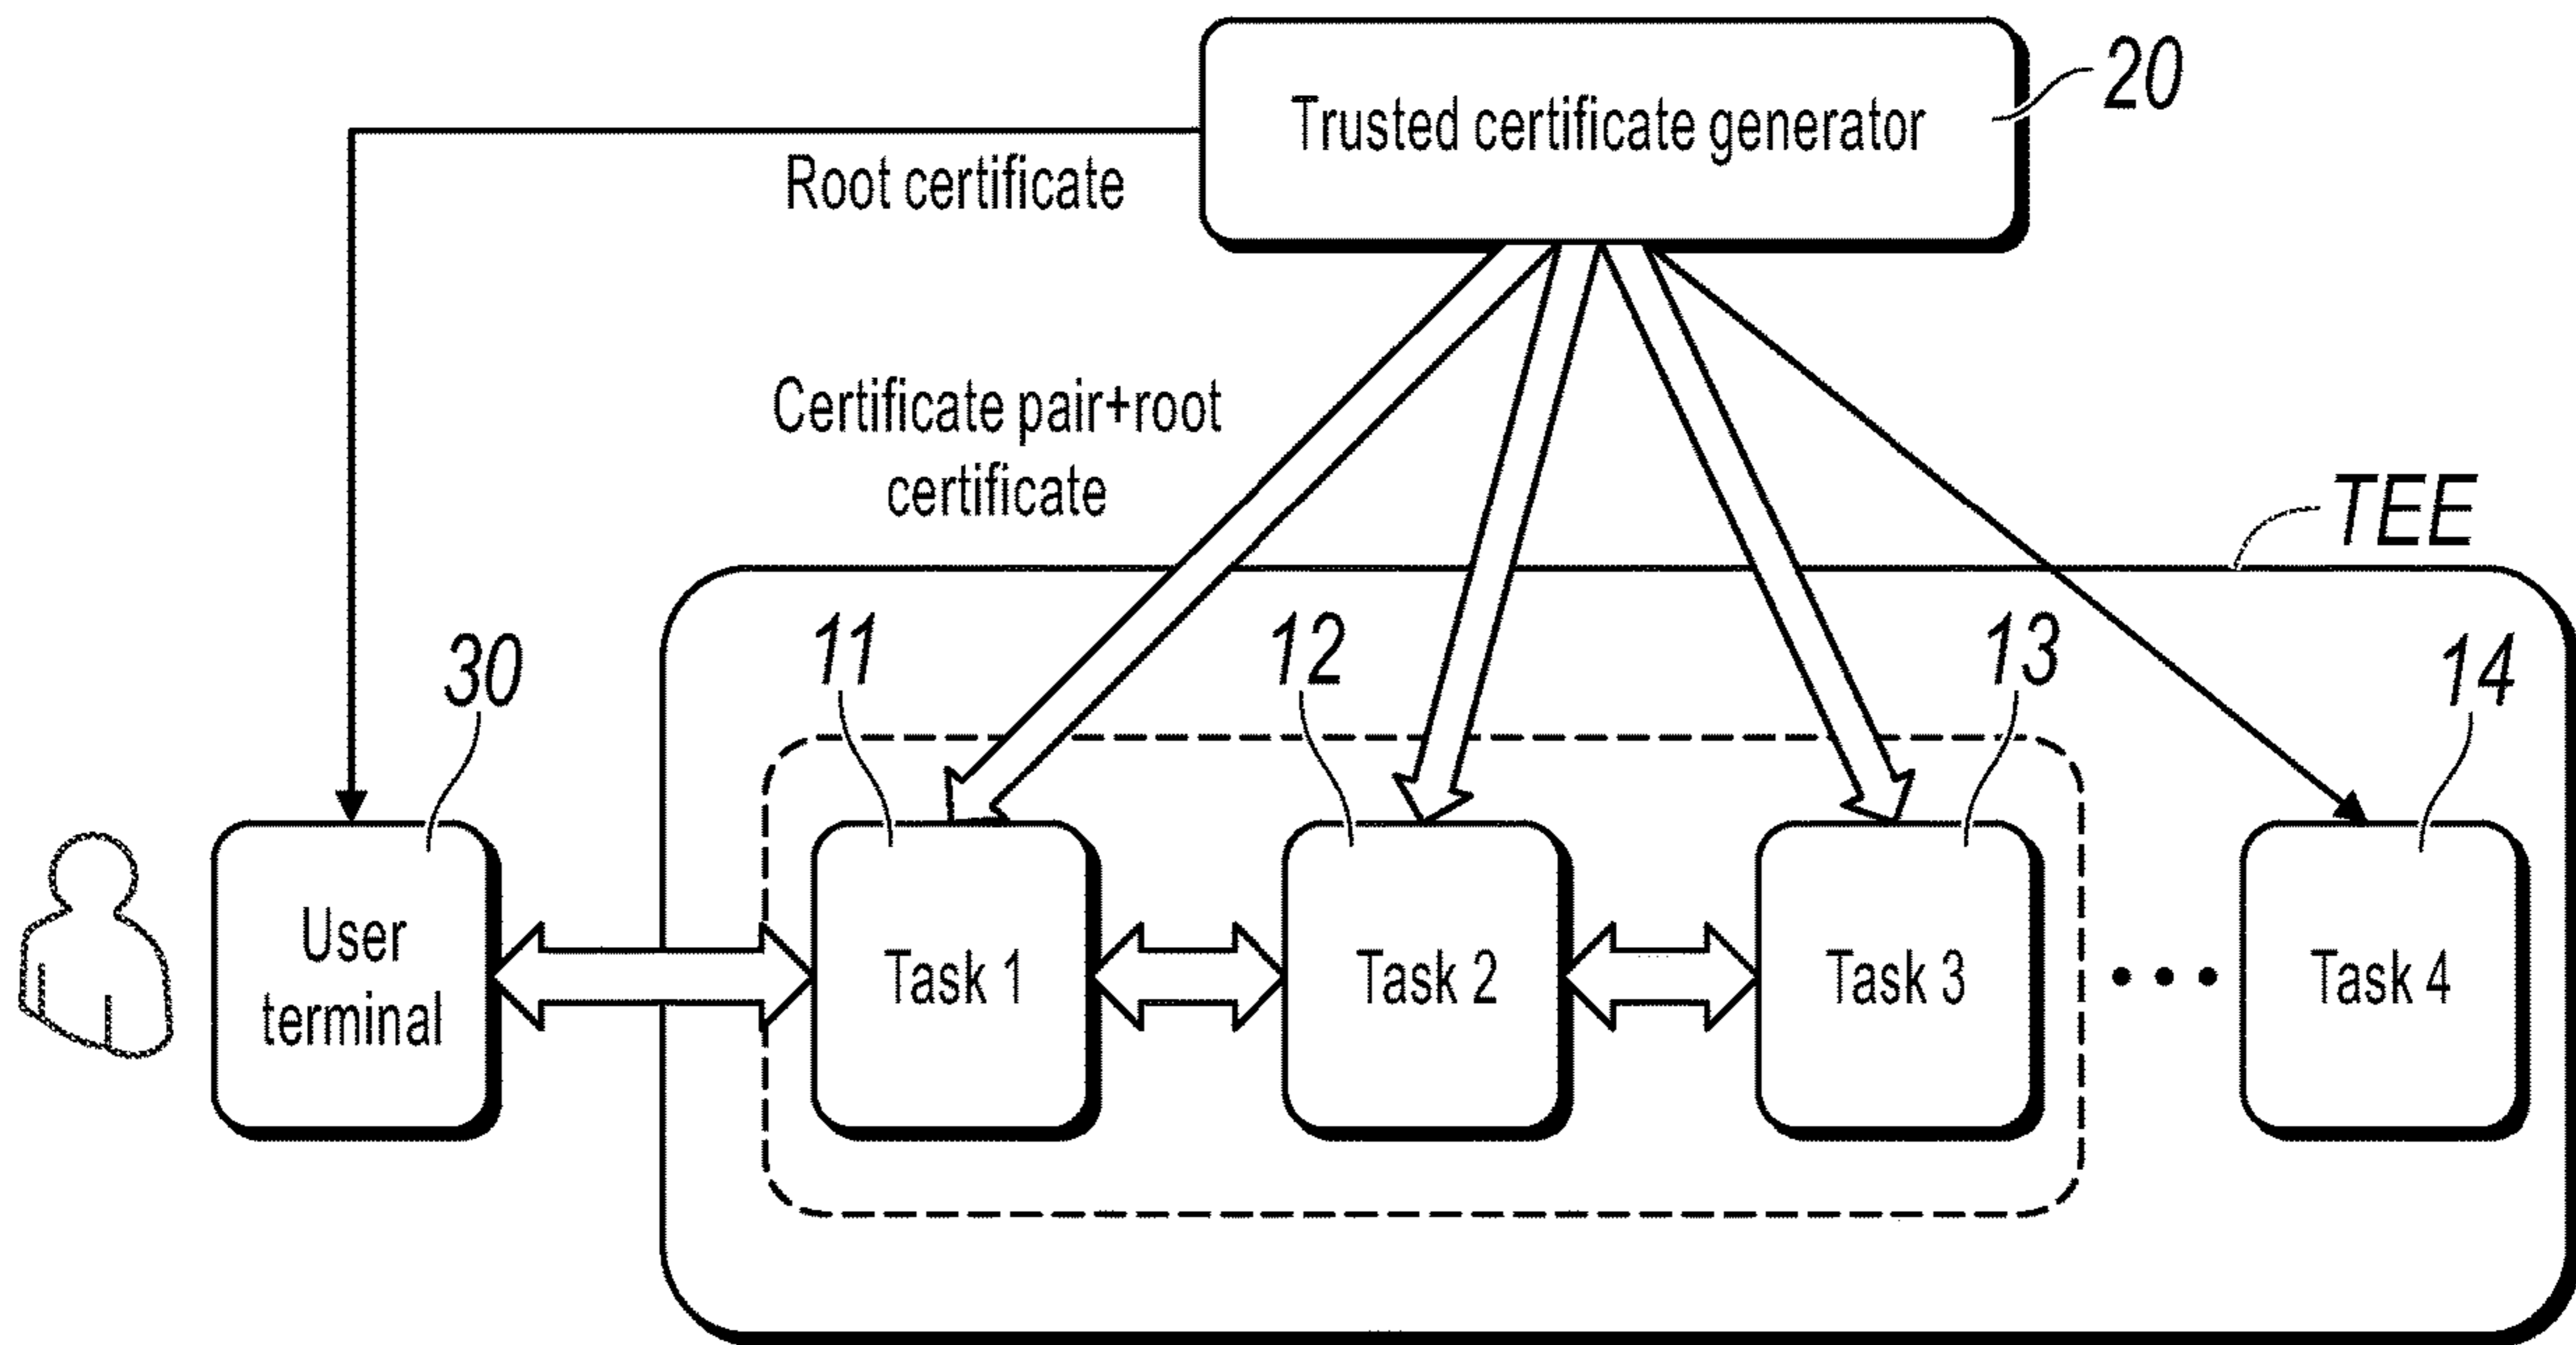 Trusted certificate generator
20
Root certificate
Certificate pair+root
certificate
TEE
30
11
12
13
14
User
terminal
Task 1
Task 2
Task 3
Task 4